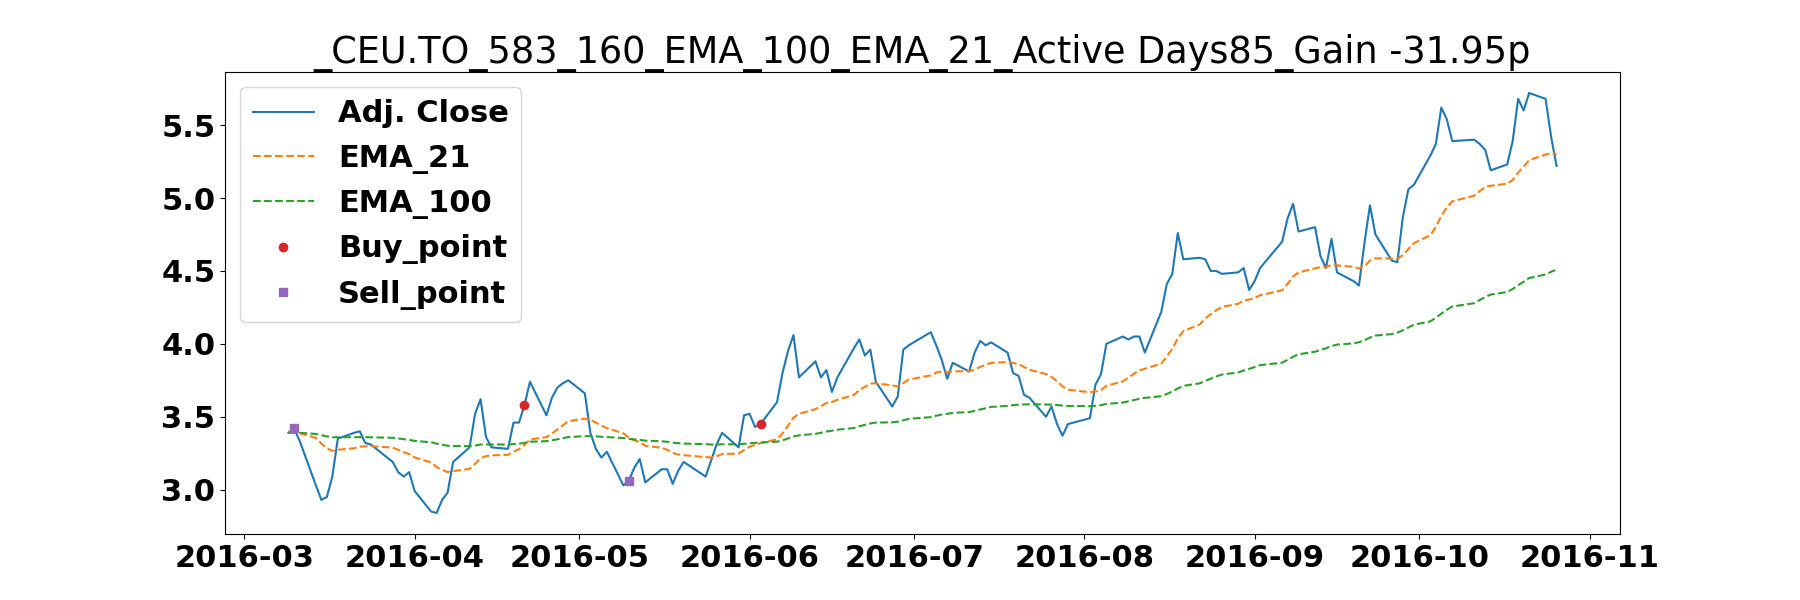 _CEU.TO_583_160_EMA_100_EMA_21_Active Days85_Gain -31.95p
Adj. Close
EMA_21
EMA_100
Buy_point
Sell_point
5.5
5.0
4.5
4.0
3.5
3.0
2016-03 2016-04 2016-05 2016-06 2016-07 2016-08 2016-09 2016-10 2016-11